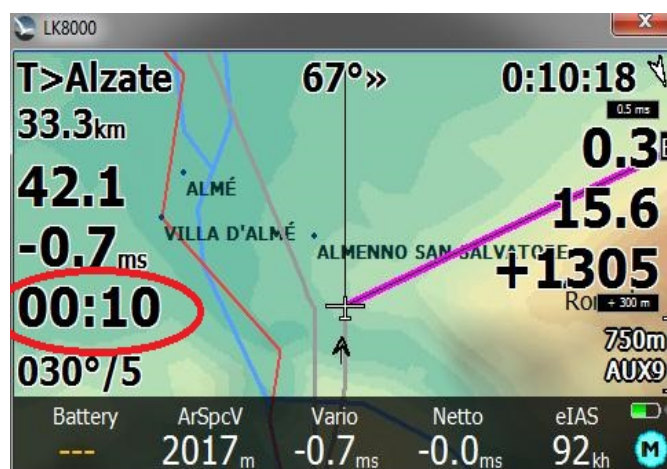 LK8000
x
T>Alzate 67°» 0:10:18
33.3km
0.5 ms
0.3
42.1
ALMÉ
15.6
-0.7ms
VILLA D'ALMÉ
ALMENNO SAN SALVATORE
+1305
00:10
+ 300 m
750m
030°/5
AUX9
Battery ArSpcV Vario Netto eIAS
--- 2017m -0.7ms -0.0ms 92kh
M